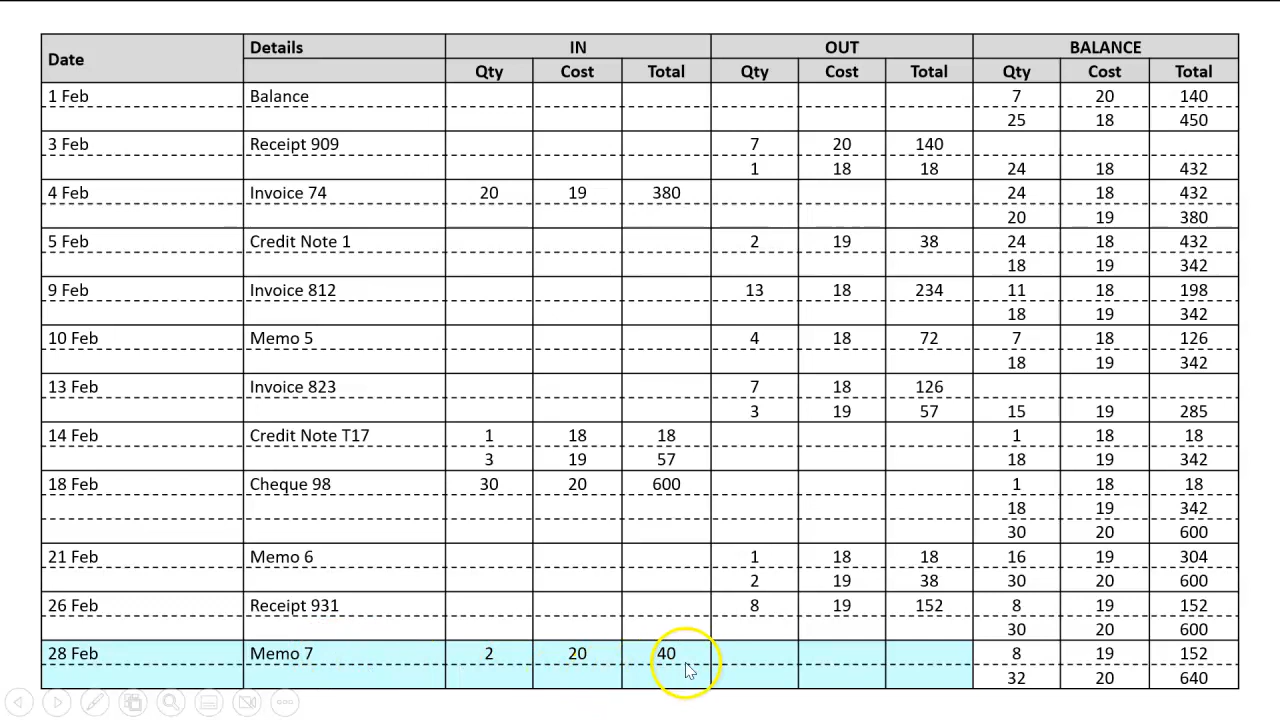 Date Details IN OUT BALANCE
Qty Cost Total Qty Cost Total Qty Cost Total
1 Feb Balance 7 20 140
25 18 450
3 Feb Receipt 909 7 20 140
1 18 18 24 18 432
4 Feb Invoice 74 20 19 380 24 18 432
20 19 380
5 Feb Credit Note 1 2 19 38 24 18 432
18 19 342
9 Feb Invoice 812 13 18 234 11 18 198
18 19 342
10 Feb Memo 5 4 18 72 7 18 126
18 19 342
13 Feb Invoice 823 7 18 126
3 19 57 15 19 285
14 Feb Credit Note T17 1 18 18 1 18 18
3 19 57 18 19 342
18 Feb Cheque 98 30 20 600 1 18 18
18 19 342
30 20 600
21 Feb Memo 6 1 18 18 16 19 304
2 19 38 30 20 600
26 Feb Receipt 931 8 19 152 8 19 152
30 20 600
28 Feb Memo 7 2 20 40 8 19 152
32 20 640